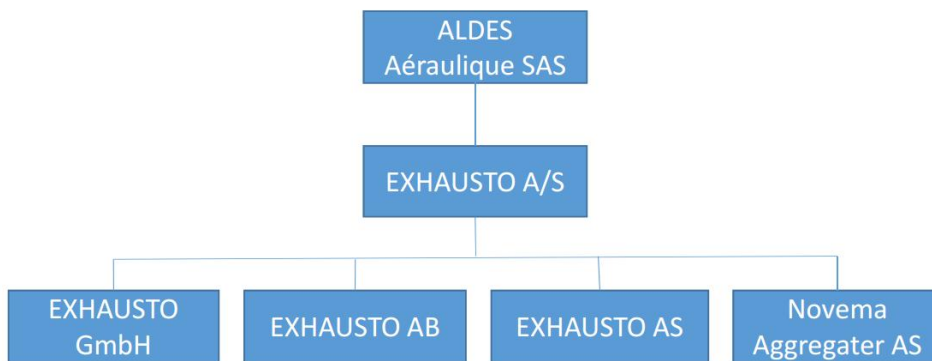 ALDES
Aéraulique SAS
EXHAUSTO A/S
EXHAUSTO
GmbH
EXHAUSTO AB
EXHAUSTO AS
Novema
Aggregater AS